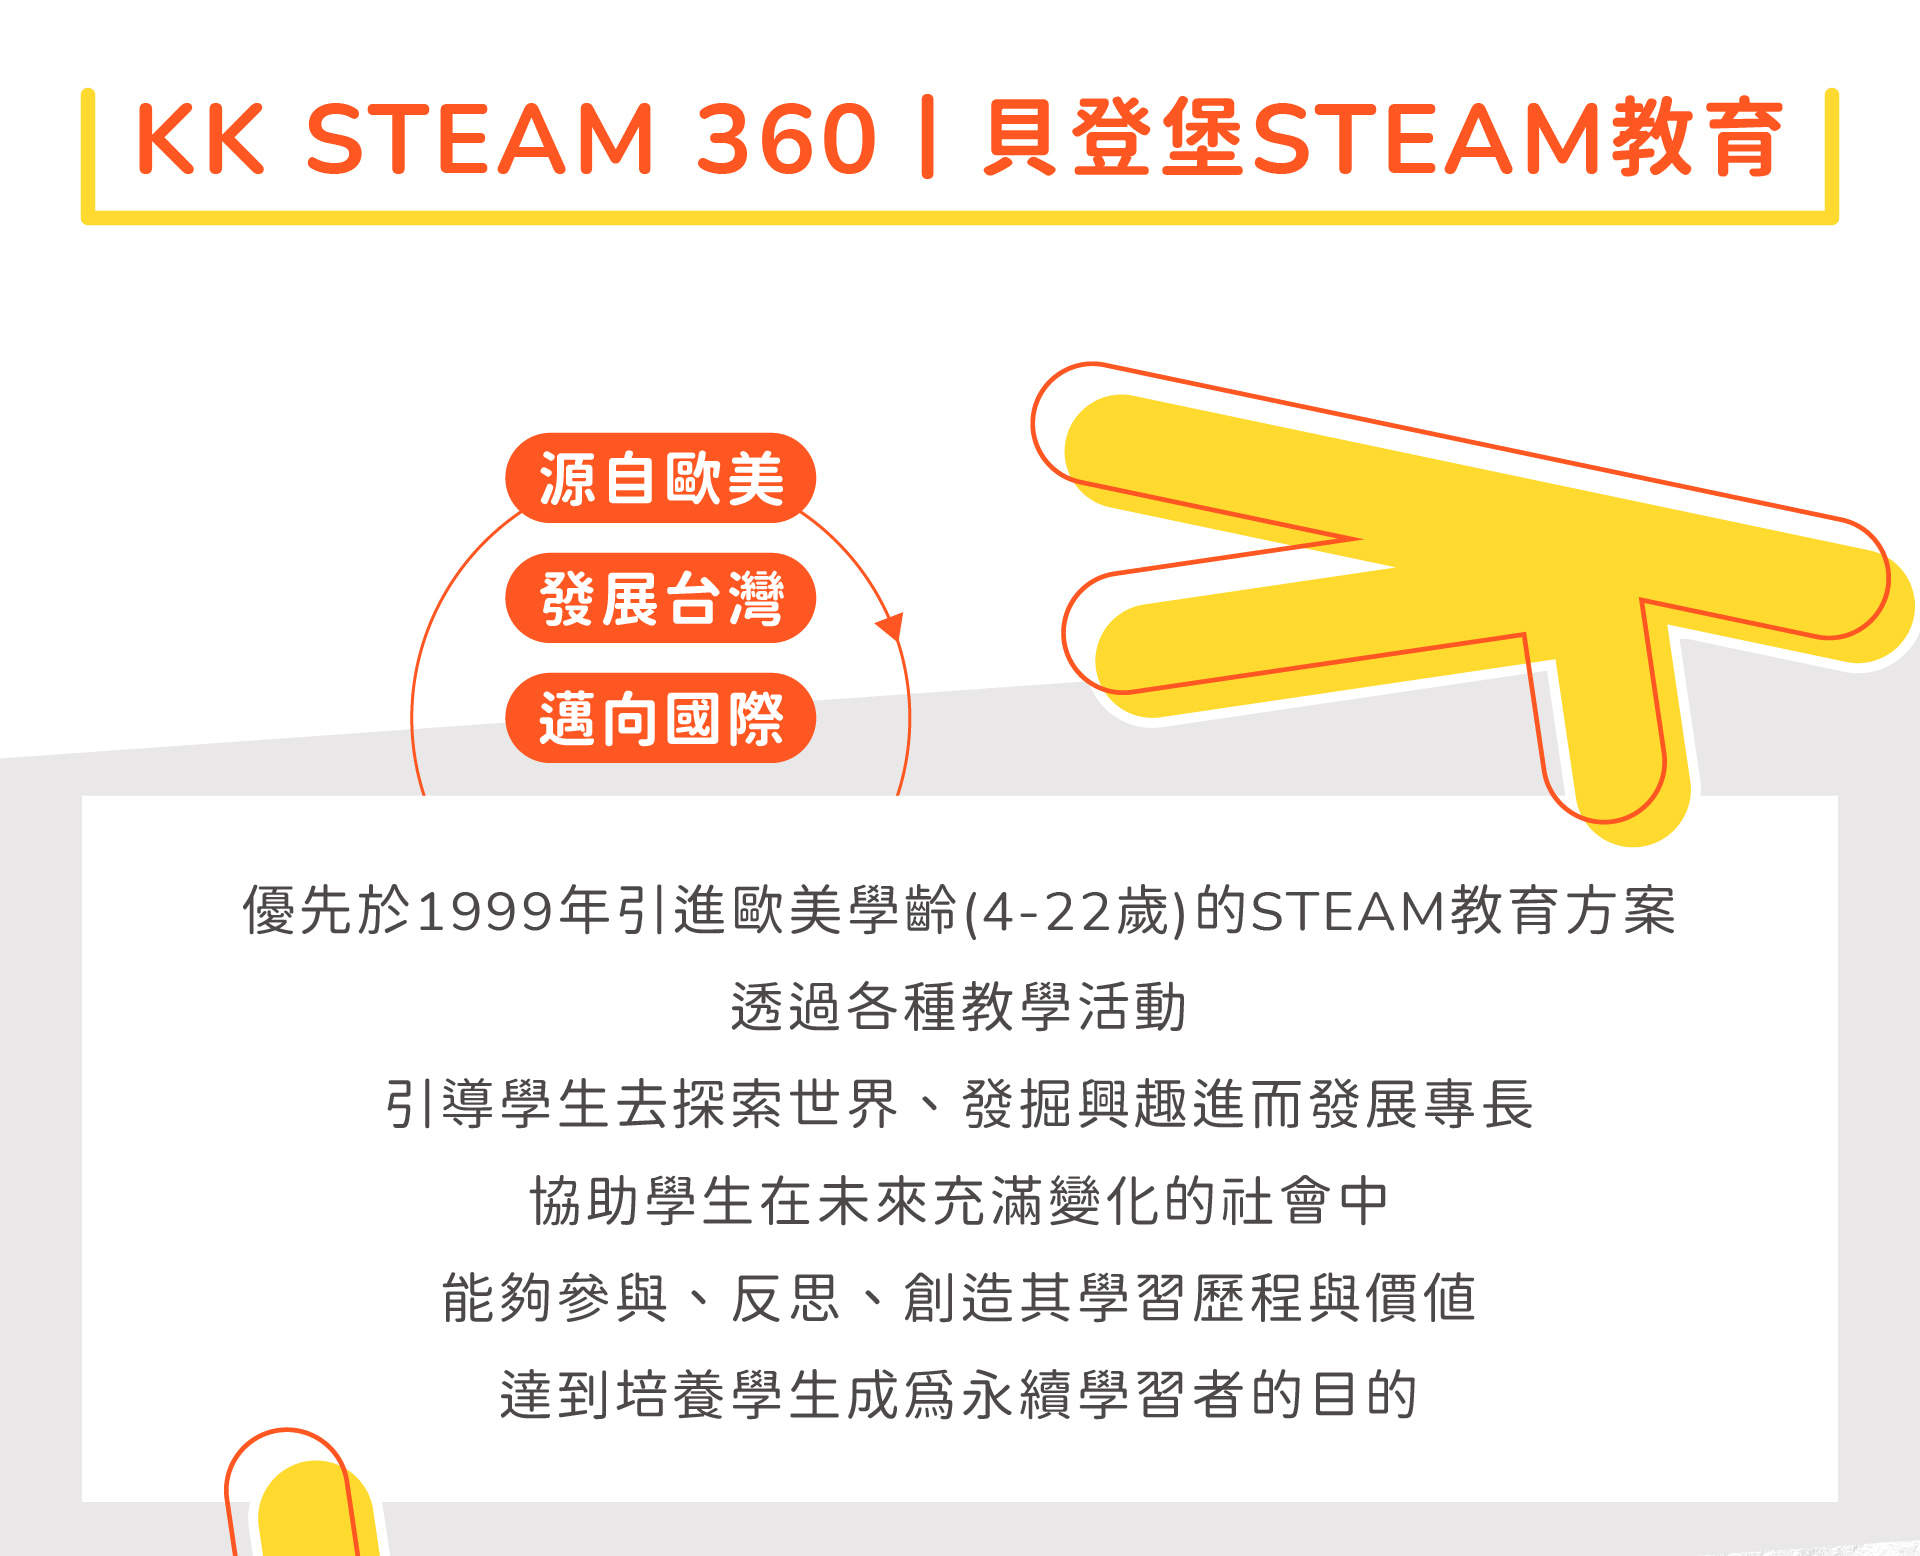 KK STEAM 360｜貝登堡STEAM教育
源自歐美
發展台灣
邁向國際
優先於1999年引進歐美學齡(4-22歲)的STEAM教育方案
透過各種教學活動
引導學生去探索世界、發掘興趣進而發展專長
協助學生在未來充滿變化的社會中
能夠參與、反思、創造其學習歷程與價值
達到培養學生成為永續學習者的目的